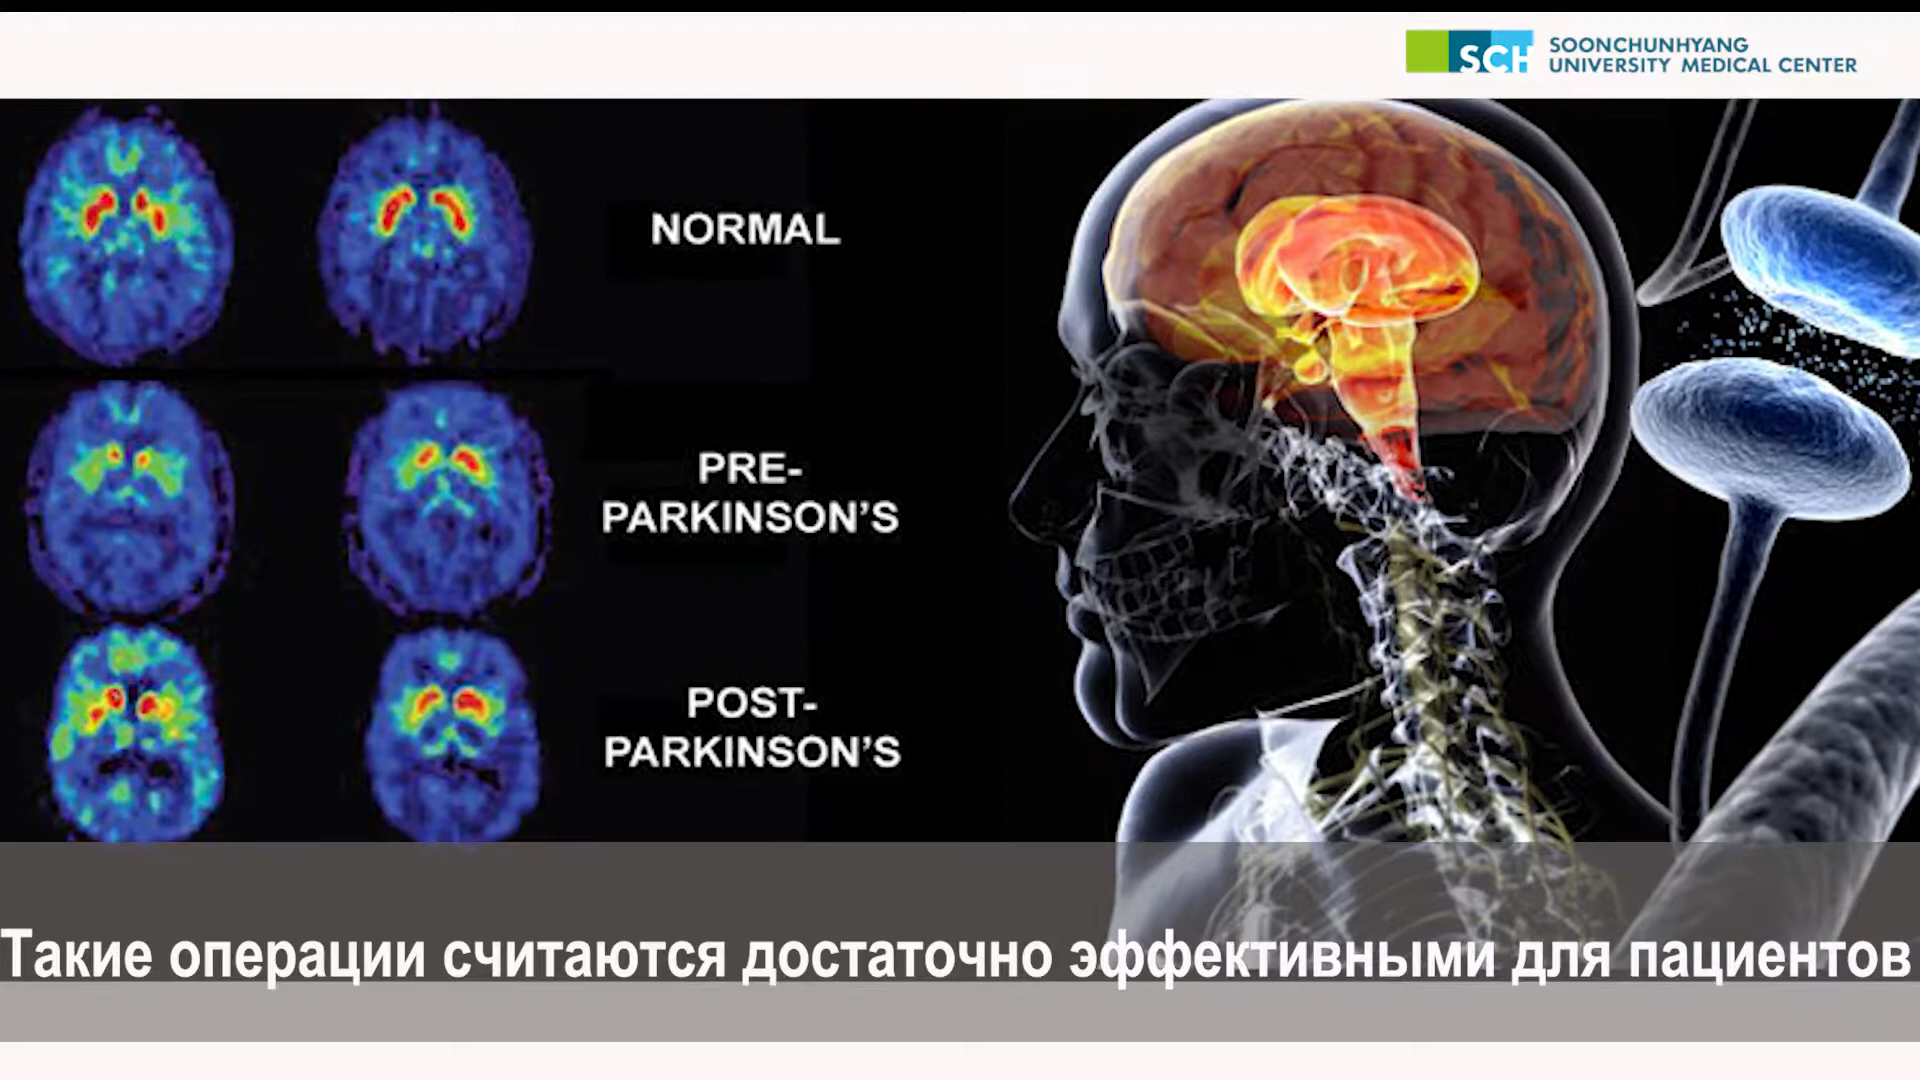 SCH
SOONCHUNHYANG
UNIVERSITY MEDICAL CENTER
NORMAL
PRE-
PARKINSON'S
POST-
PARKINSON'S
Такие операции считаются достаточно эффективными для пациентов